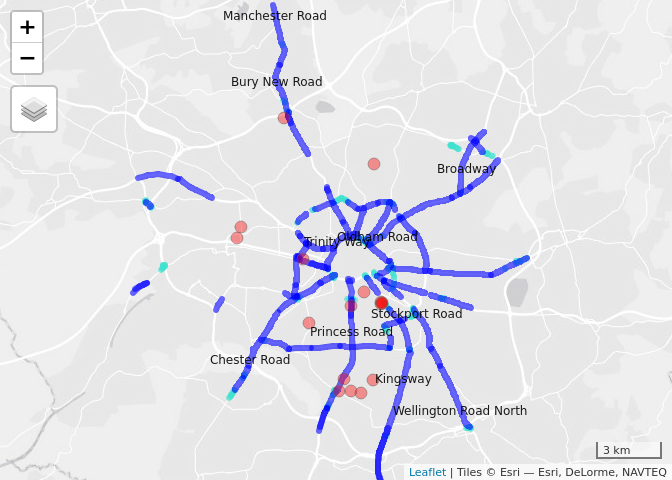 Manchester Road
+
−
Bury New Road
Broadway
Oldham Road
Trinity Way
Stockport Road
Princess Road
Chester Road
Kingsway
Wellington Road North
3 km
Leaflet | Tiles © Esri — Esri, DeLorme, NAVTEQ